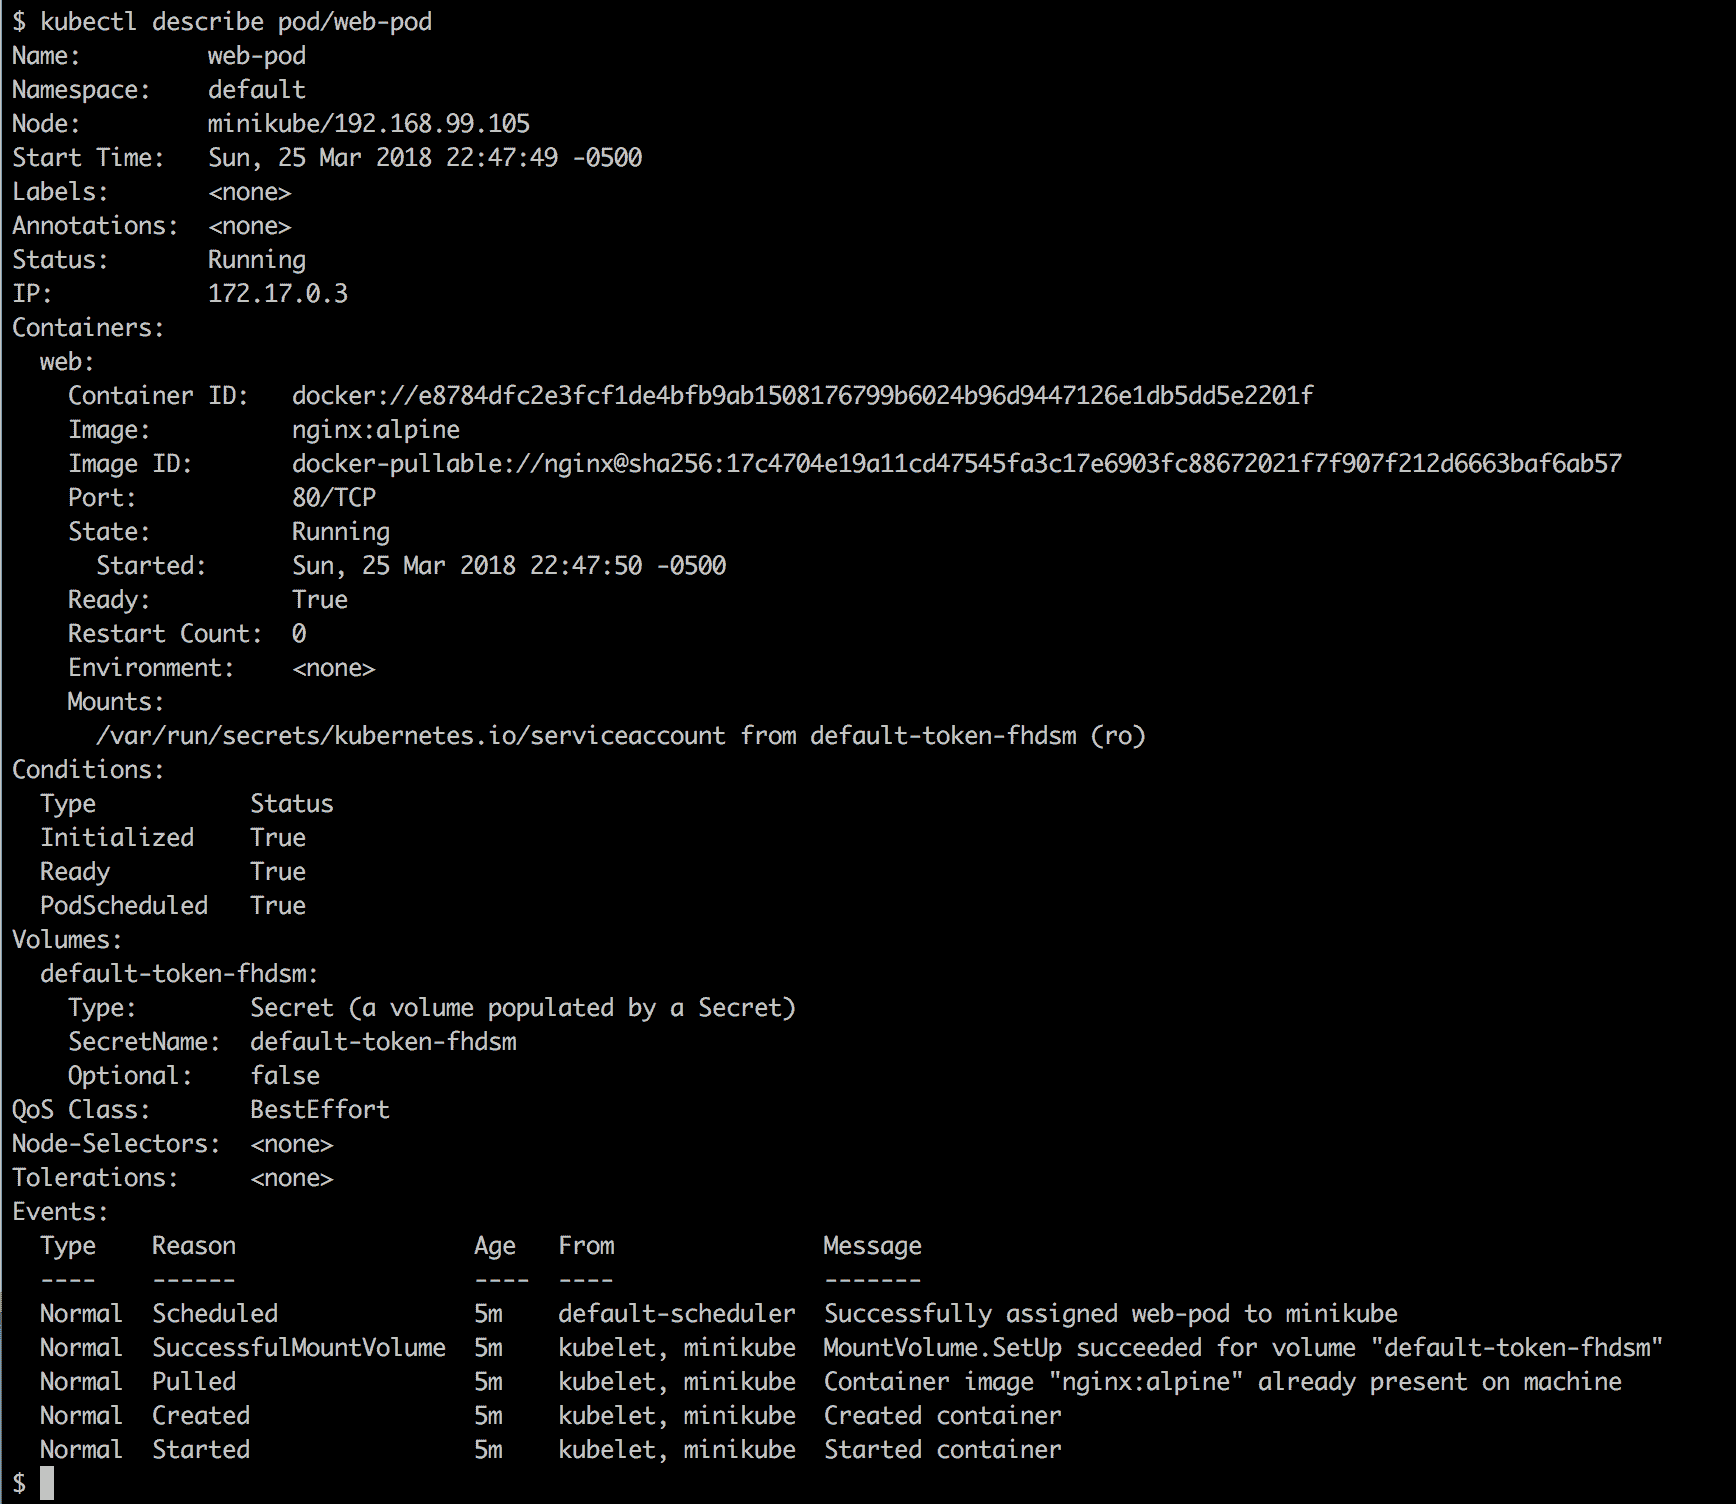 $ kubectl describe pod/web-pod
Name:         web-pod
Namespace:    default
Node:         minikube/192.168.99.105
Start Time:   Sun, 25 Mar 2018 22:47:49 -0500
Labels:       <none>
Annotations:  <none>
Status:       Running
IP:           172.17.0.3
Containers:
  web:
    Container ID:   docker://e8784dfc2e3fcf1de4bfb9ab1508176799b6024b96d9447126e1db5dd5e2201f
    Image:          nginx:alpine
    Image ID:       docker-pullable://nginx@sha256:17c4704e19a11cd47545fa3c17e6903fc88672021f7f907f212d6663baf6ab57
    Port:           80/TCP
    State:          Running
      Started:      Sun, 25 Mar 2018 22:47:50 -0500
    Ready:          True
    Restart Count:  0
    Environment:    <none>
    Mounts:
      /var/run/secrets/kubernetes.io/serviceaccount from default-token-fhdsm (ro)
Conditions:
  Type           Status
  Initialized    True
  Ready          True
  PodScheduled   True
Volumes:
  default-token-fhdsm:
    Type:        Secret (a volume populated by a Secret)
    SecretName:  default-token-fhdsm
    Optional:    false
QoS Class:       BestEffort
Node-Selectors:  <none>
Tolerations:     <none>
Events:
  Type    Reason                 Age   From               Message
  ----    ------                 ----  ----               -------
  Normal  Scheduled              5m    default-scheduler  Successfully assigned web-pod to minikube
  Normal  SuccessfulMountVolume  5m    kubelet, minikube  MountVolume.SetUp succeeded for volume "default-token-fhdsm"
  Normal  Pulled                 5m    kubelet, minikube  Container image "nginx:alpine" already present on machine
  Normal  Created                5m    kubelet, minikube  Created container
  Normal  Started                5m    kubelet, minikube  Started container
$